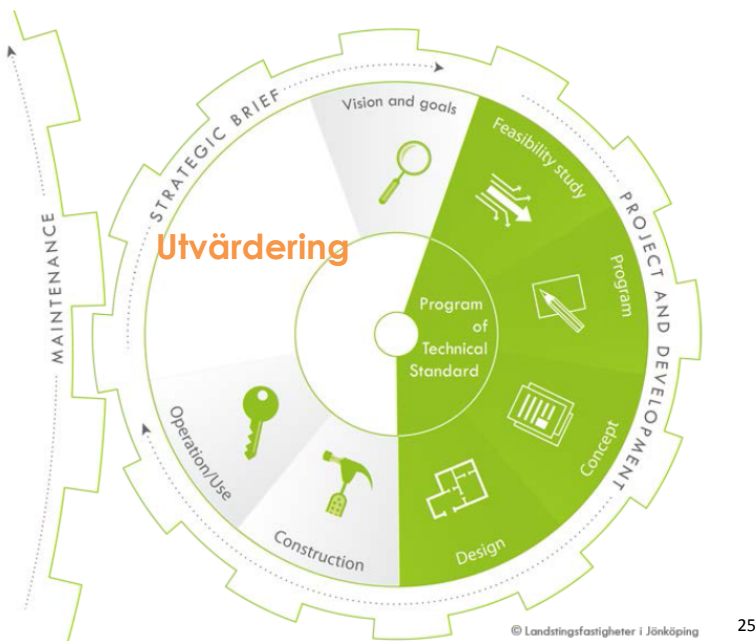 MAINTENANCE
STRATEGIC BRIEF
Vision and goals
Feasibility study
Program
Concept
Design
Construction
Operation/Use
Utvärdering
Program
of
Technical
Standard
PROJECT AND DEVELOPMENT
© Landstingsfastigheter i Jönköping
25